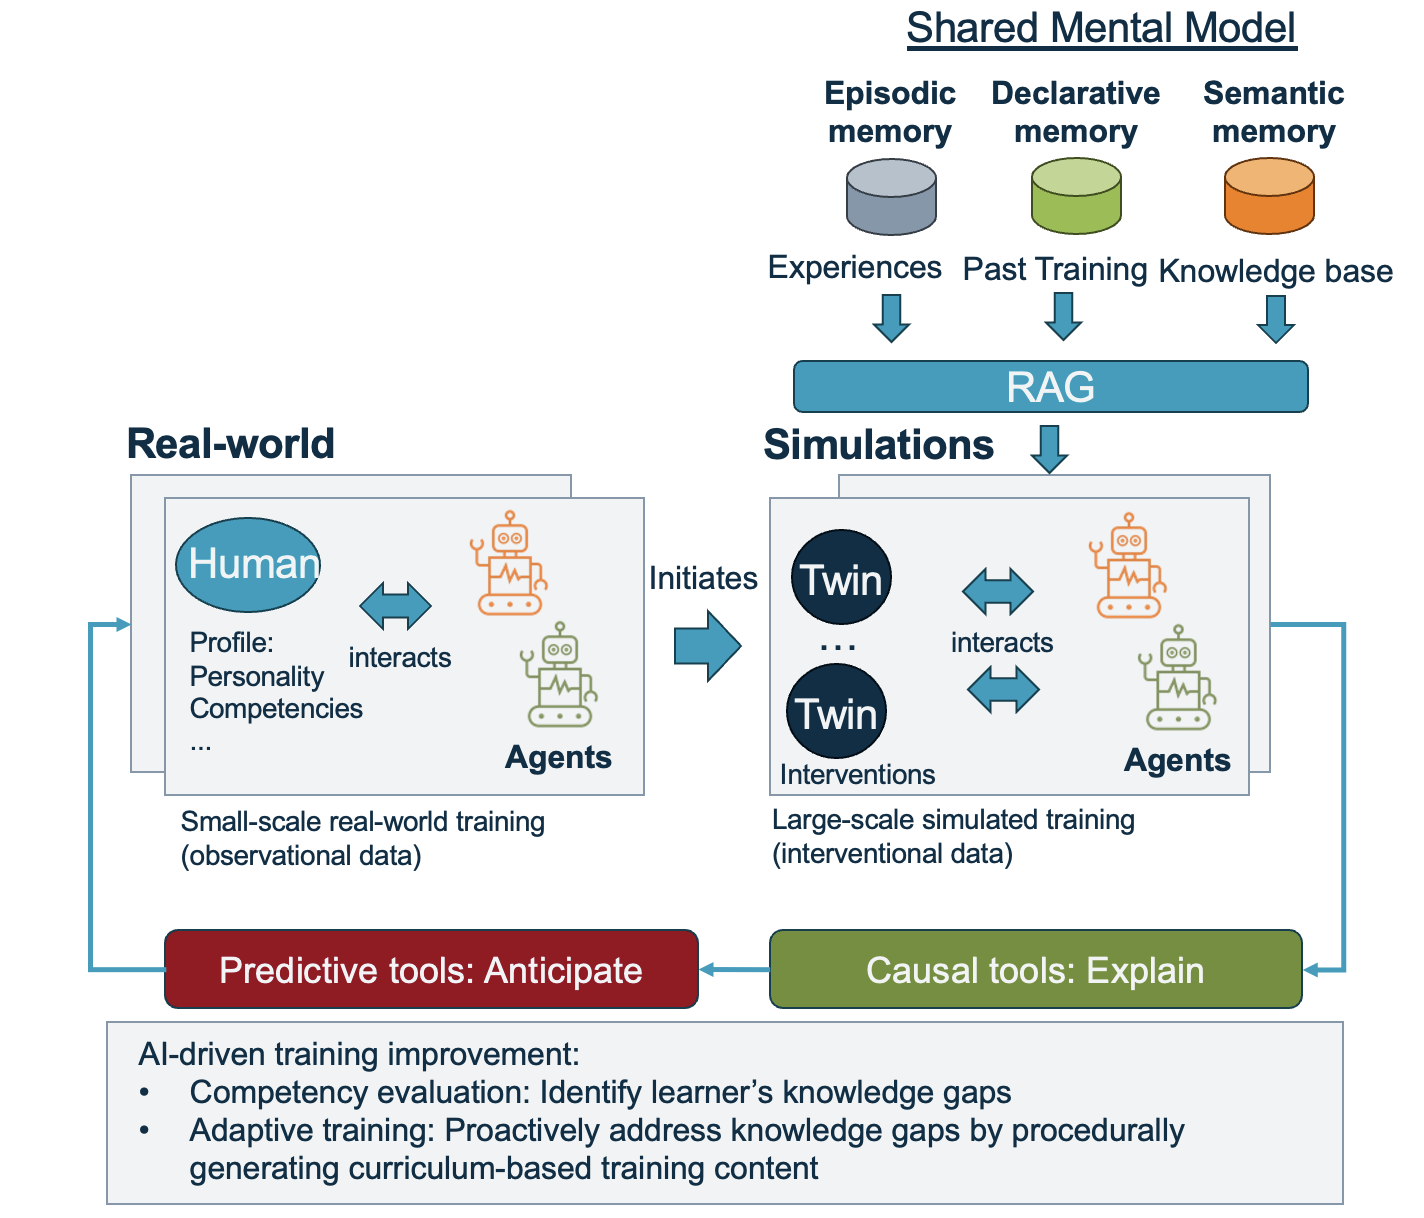 Shared Mental Model
Episodic memory
Declarative memory
Semantic memory
Experiences
Past Training
Knowledge base
RAG
Real-world
Simulations
Human
Profile:
Personality
Competencies
...
interacts
Agents
Initiates
Twin
...
Twin
Interventions
interacts
Agents
Small-scale real-world training
(observational data)
Large-scale simulated training
(interventional data)
Predictive tools: Anticipate
Causal tools: Explain
AI-driven training improvement:
• Competency evaluation: Identify learner’s knowledge gaps
• Adaptive training: Proactively address knowledge gaps by procedurally
generating curriculum-based training content